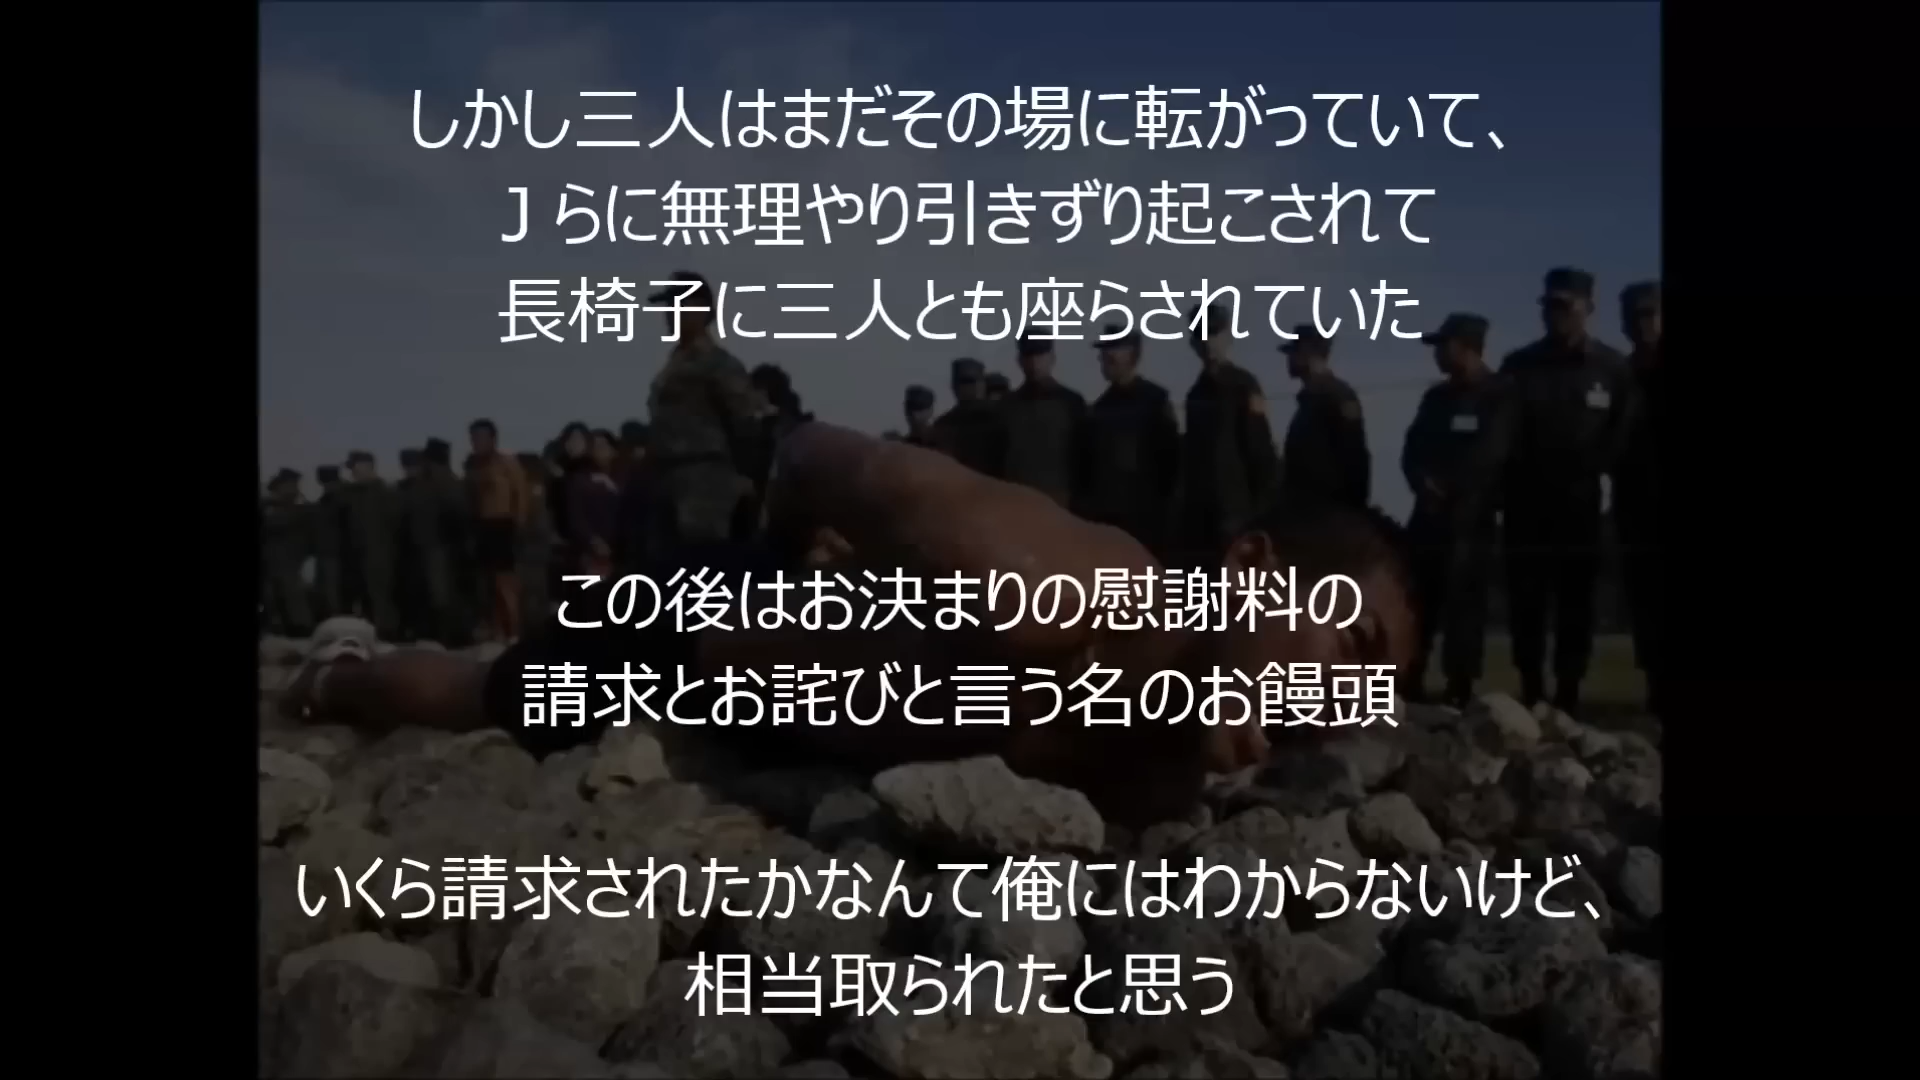 しかし三人はまだその場に転がっていて、
Ｊらに無理やり引きずり起こされて
長椅子に三人とも座らされていた
この後はお決まりの慰謝料の
請求とお詫びと言う名のお饅頭
いくら請求されたかなんて俺にはわからないけど、
相当取られたと思う